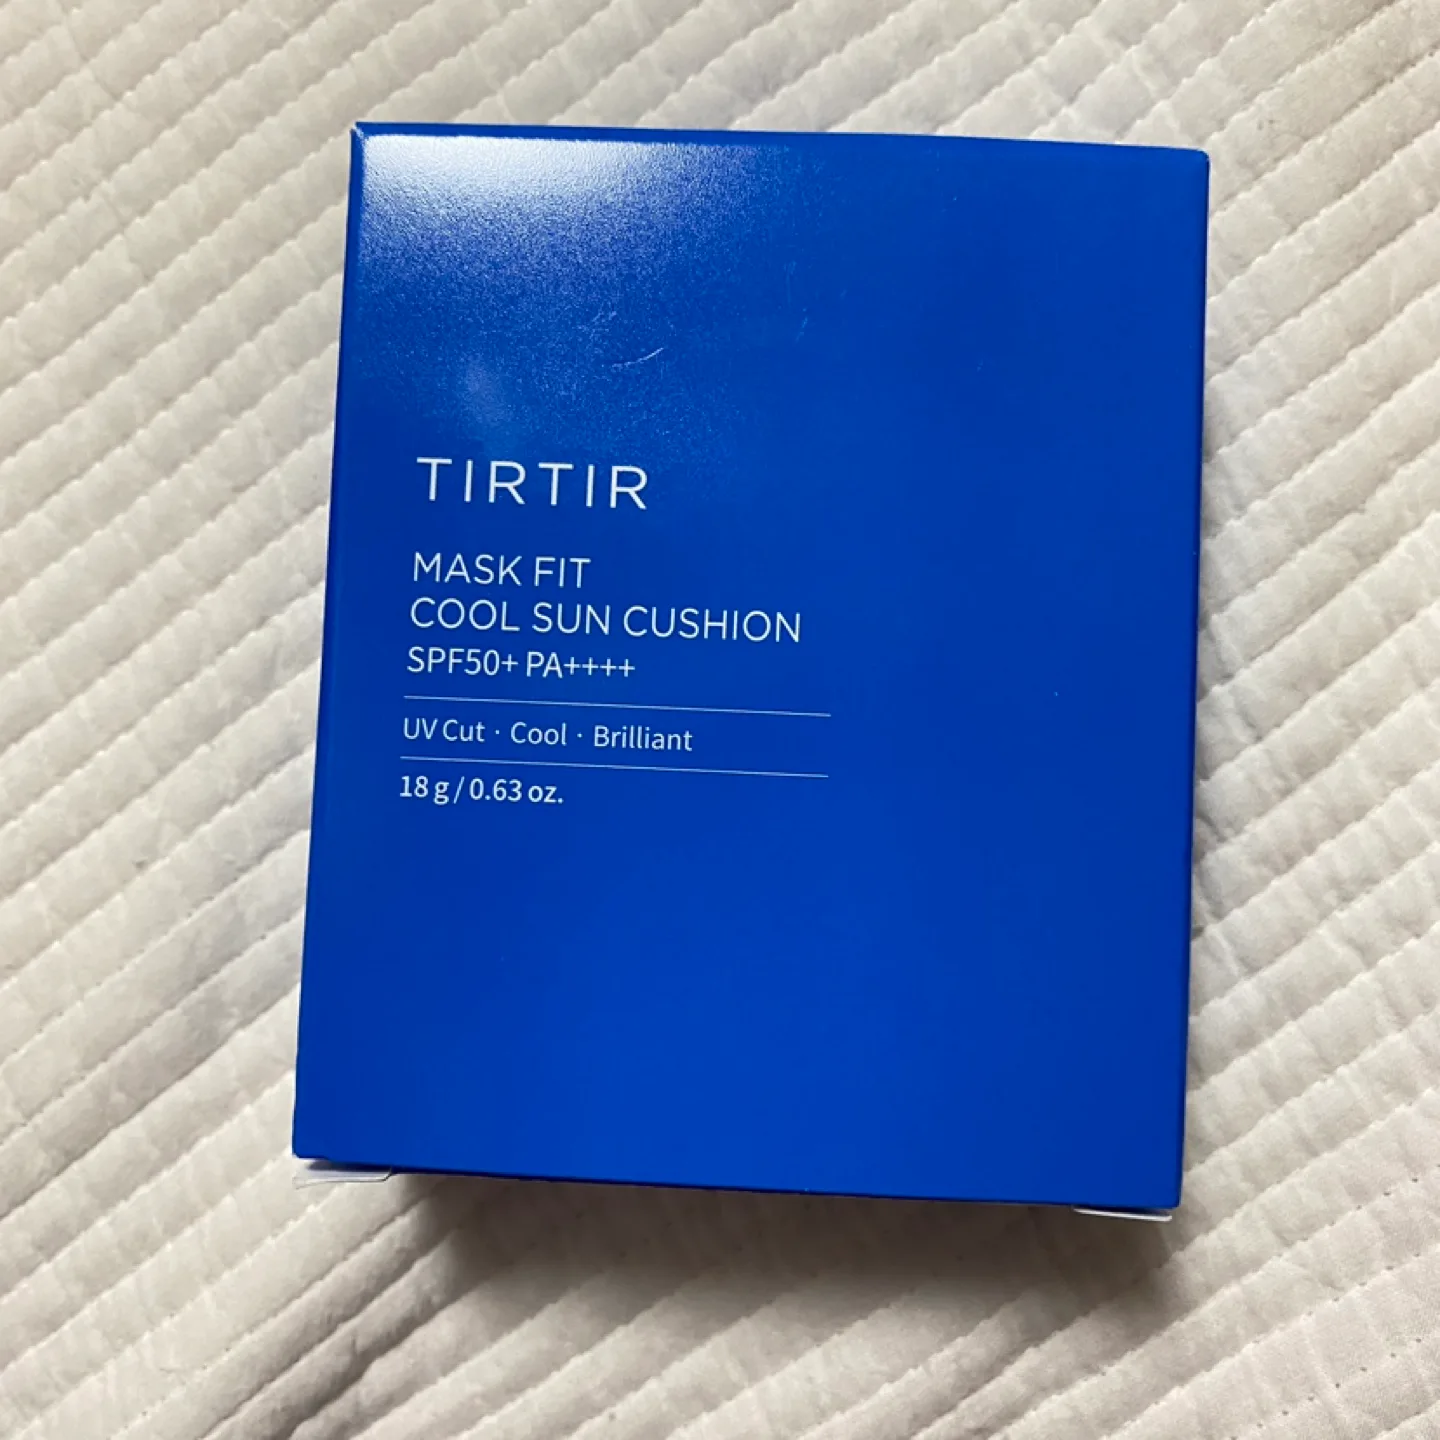 TIRTIR
MASK FIT
COOL SUN CUSHION
SPF50+ PA++++
UV Cut · Cool · Brilliant
18 g / 0.63 oz.